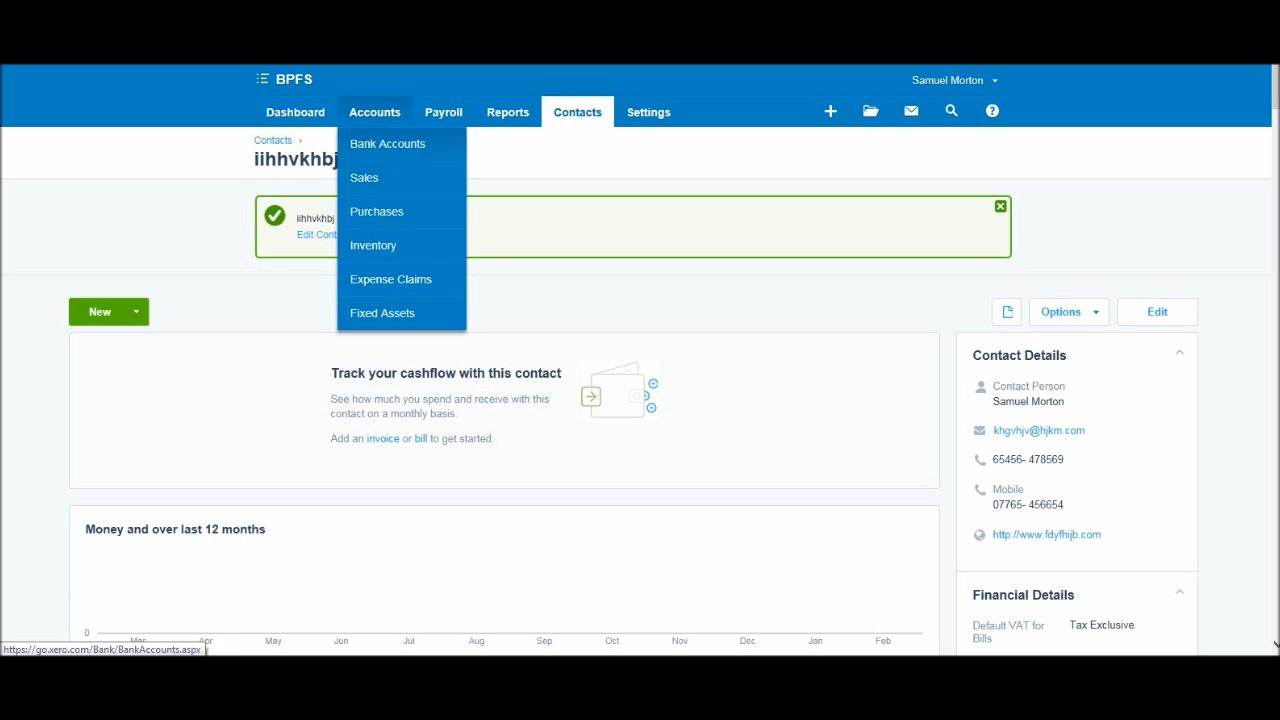 BPFS
Samuel Morton
Dashboard
Accounts
Payroll
Reports
Contacts
Settings
Contacts ›
iihhvkhbj
Bank Accounts
Sales
Purchases
Inventory
Expense Claims
Fixed Assets
iihhvkhbj
Edit Cont
New
Options
Edit
Track your cashflow with this contact
See how much you spend and receive with this
contact on a monthly basis.
Add an invoice or bill to get started.
Contact Details
Contact Person
Samuel Morton
khgvhjv@hjkm.com
65456- 478569
Mobile
07765- 456654
http://www.fdyfhijb.com
Money and over last 12 months
0
Mar Apr May Jun Jul Aug Sep Oct Nov Dec Jan Feb
Financial Details
Default VAT for
Bills
Tax Exclusive
https://go.xero.com/Bank/BankAccounts.aspx